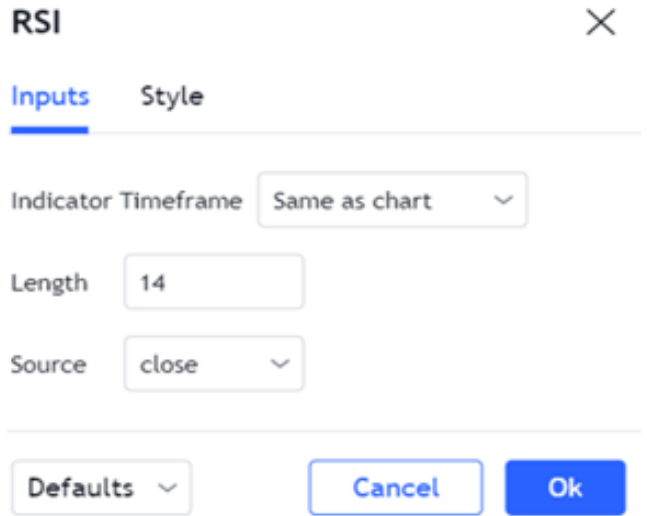 RSI
Inputs Style
Indicator Timeframe Same as chart
Length 14
Source close
Defaults Cancel Ok